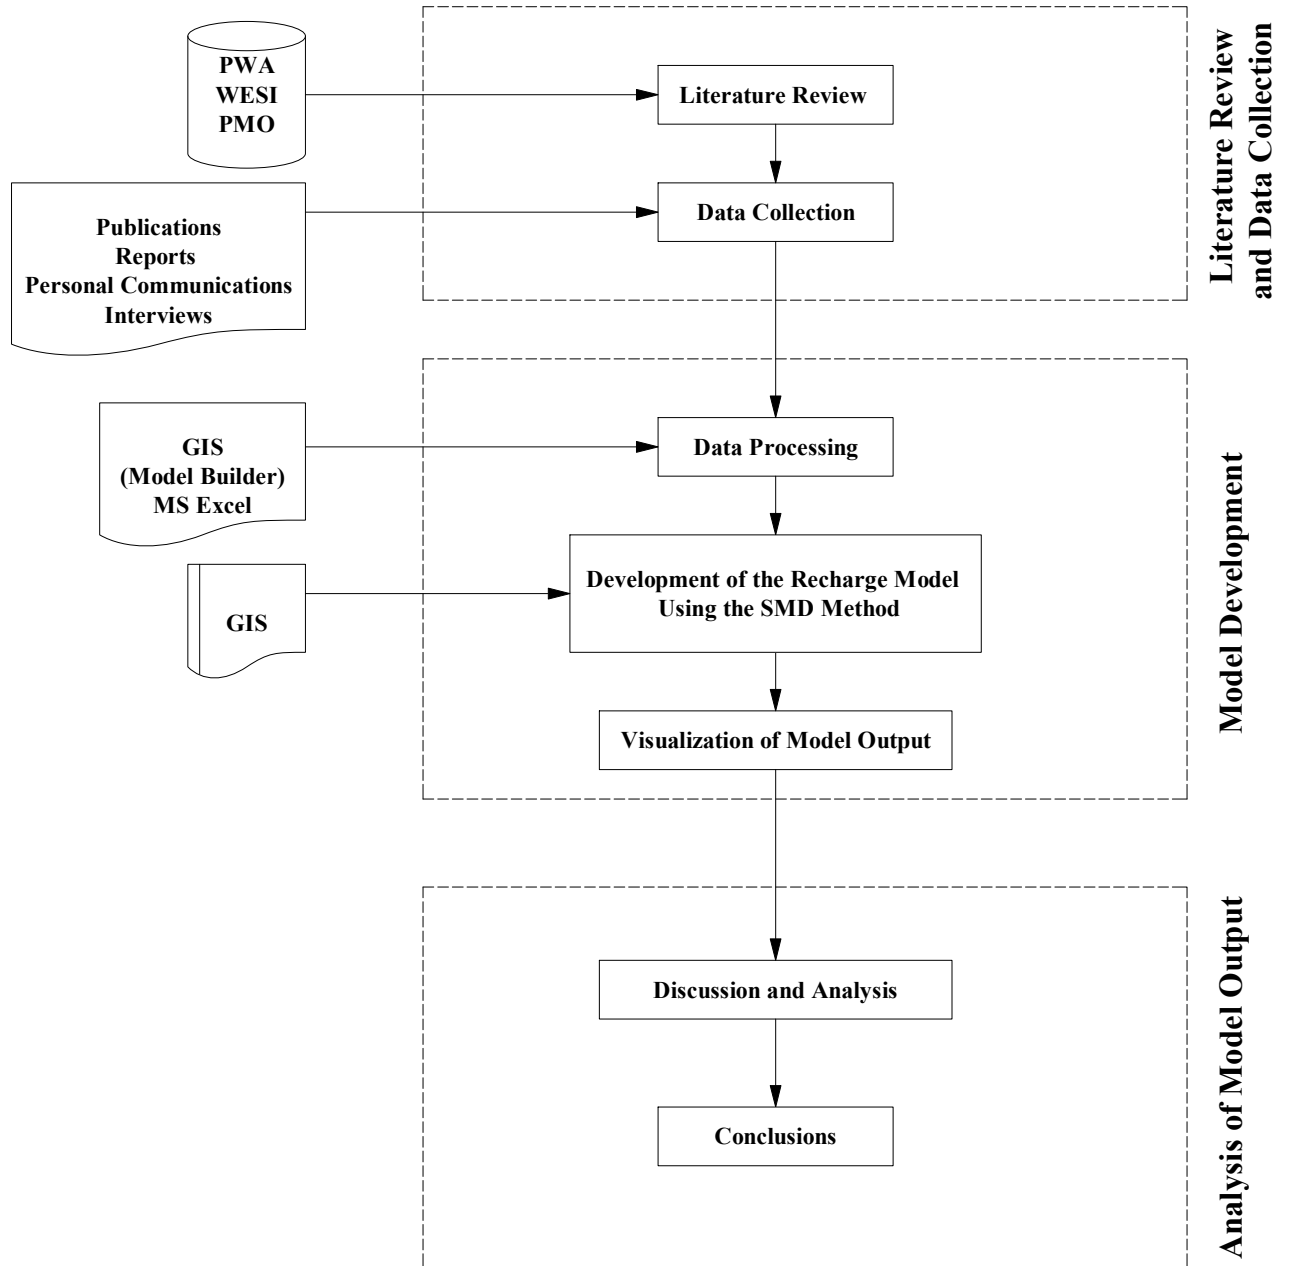 PWA
WESI
PMO
Literature Review
Literature Review
and Data Collection
Publications
Reports
Personal Communications
Interviews
Data Collection
GIS
(Model Builder)
MS Excel
Data Processing
Model Development
GIS
Development of the Recharge Model
Using the SMD Method
Visualization of Model Output
Discussion and Analysis
Analysis of Model Output
Conclusions